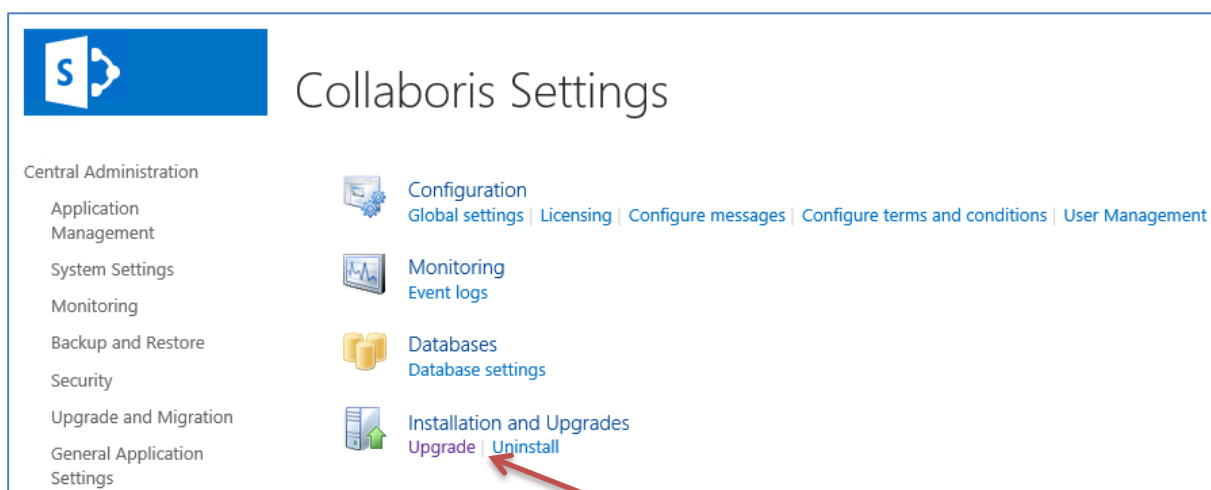 S
Collaboris Settings
Central Administration
Application
Management
System Settings
Monitoring
Backup and Restore
Security
Upgrade and Migration
General Application
Settings
Configuration
Global settings | Licensing | Configure messages | Configure terms and conditions | User Management
Monitoring
Event logs
Databases
Database settings
Installation and Upgrades
Upgrade | Uninstall